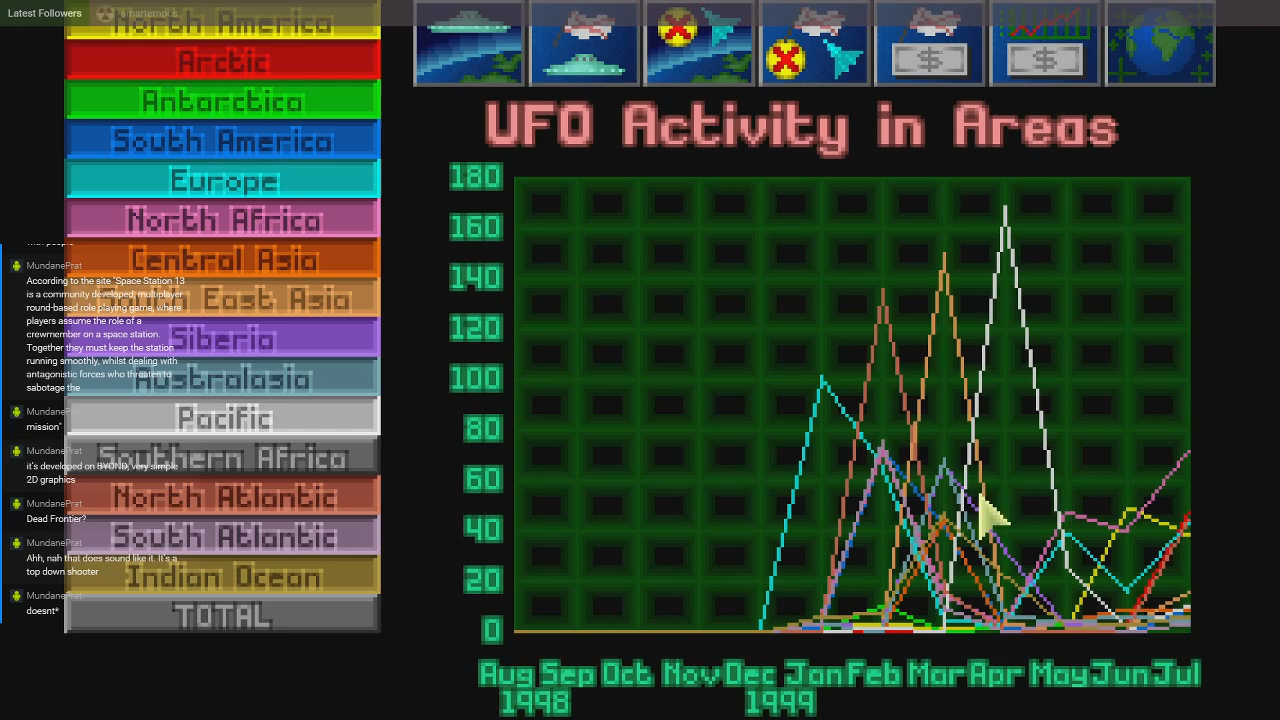 Latest Followers
smartempis
North America
Arctic
Antarctica
South America
Europe
North Africa
Central Asia
South East Asia
Siberia
Australasia
Pacific
Southern Africa
North Atlantic
South Atlantic
Indian Ocean
TOTAL
MundanePrat
According to the site "Space Station 13
is a community developed, multiplayer
round-based role playing game, where
players assume the role of a
crewmember on a space station.
Together they must keep the station
running smoothly, whilst dealing with
antagonistic forces who threaten to
sabotage the
MundanePrat
mission"
MundanePrat
it's developed on BYOND, very simple
2D graphics
MundanePrat
Dead Frontier?
MundanePrat
Ahh, nah that does sound like it. It's a
top down shooter
MundanePrat
doesnt*
$
$
UFO Activity in Areas
180
160
140
120
100
80
60
40
20
0
Aug Sep Oct Nov Dec Jan Feb Mar Apr May Jun Jul
1998 1999